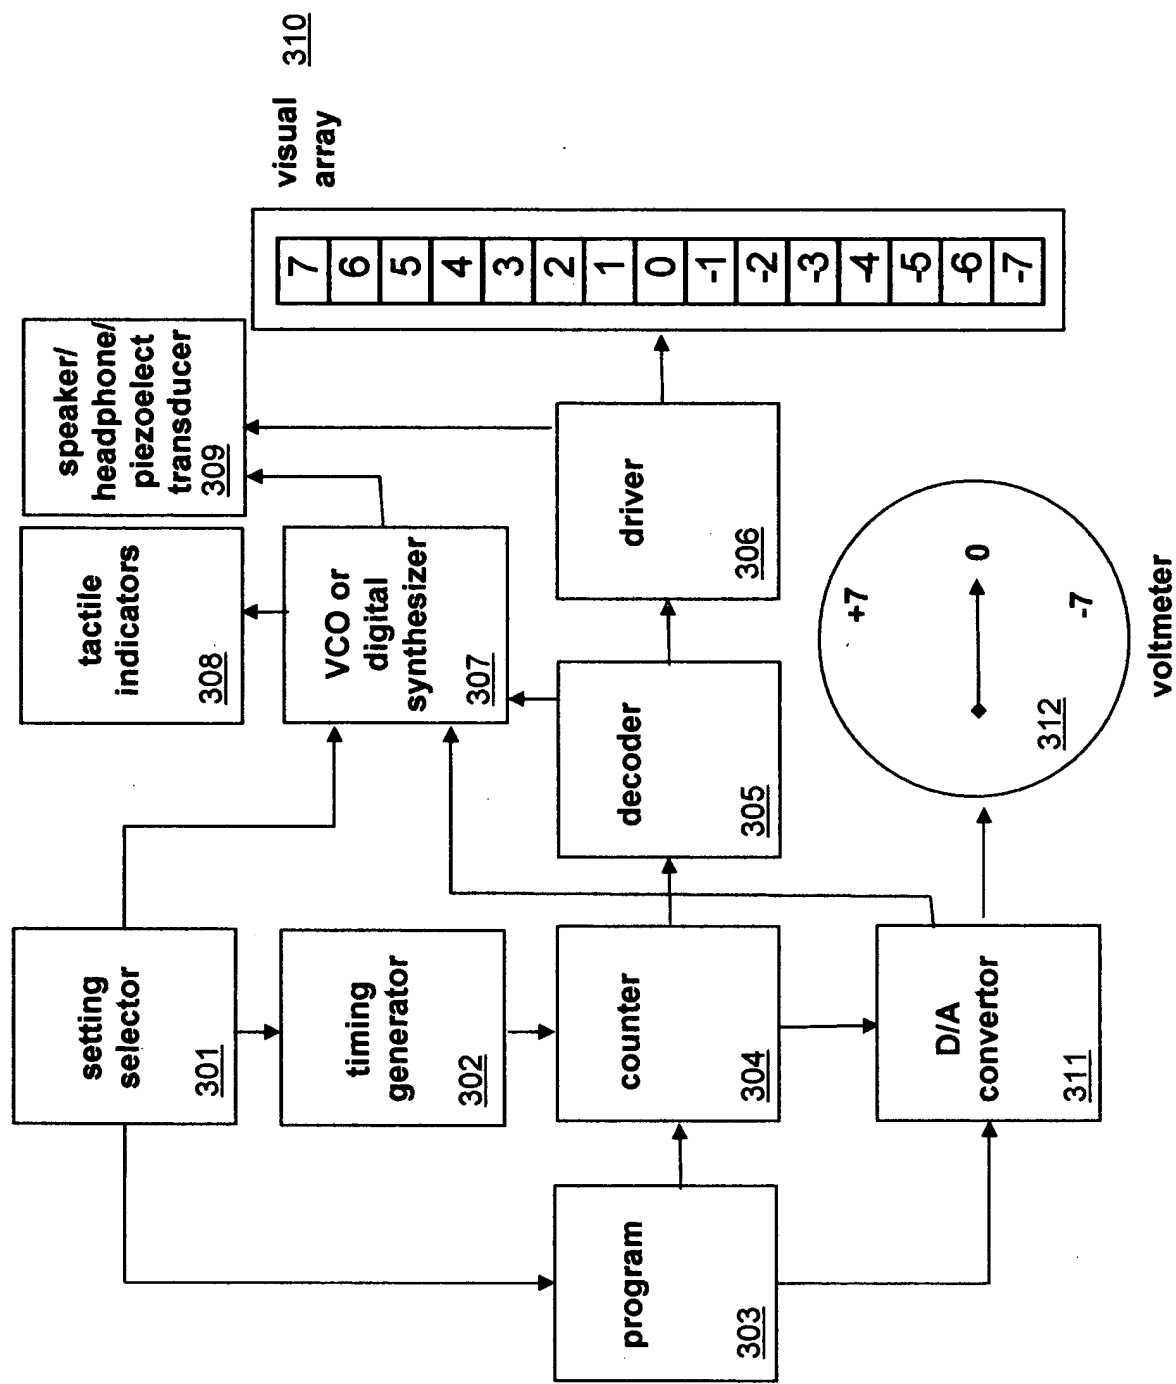 setting
selector
301
timing
generator
302
program
303
counter
304
decoder
305
driver
306
VCO or
digital
synthesizer
307
tactile
indicators
308
speaker/
headphone/
piezoelect
transducer
309
visual
array
310
7
6
5
4
3
2
1
0
-1
-2
-3
-4
-5
-6
-7
D/A
convertor
311
+7
0
-7
312
voltmeter